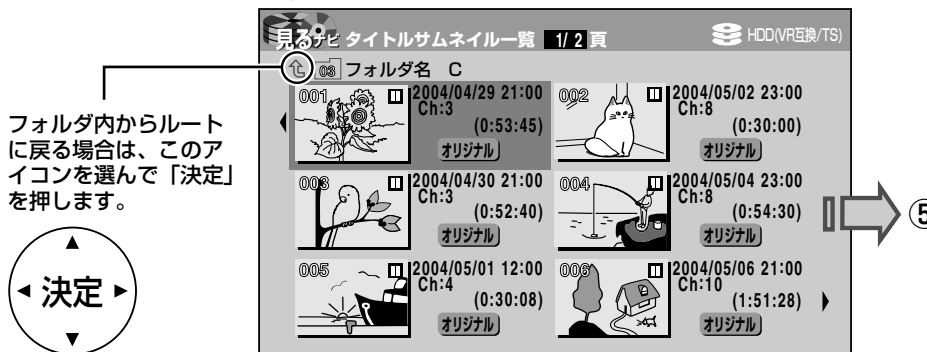 見るナビ タイトルサムネイル一覧 1/ 2 頁 HDD(VR互換/TS)
03 フォルダ名 C
フォルダ内からルート
に戻る場合は、このア
イコンを選んで「決定」
を押します。
決定
001 2004/04/29 21:00
Ch:3
(0:53:45)
オリジナル
002 2004/05/02 23:00
Ch:8
(0:30:00)
オリジナル
003 2004/04/30 21:00
Ch:3
(0:52:40)
オリジナル
004 2004/05/04 23:00
Ch:8
(0:54:30)
オリジナル
005 2004/05/01 12:00
Ch:4
(0:30:08)
オリジナル
006 2004/05/06 21:00
Ch:10
(1:51:28)
オリジナル
⑤